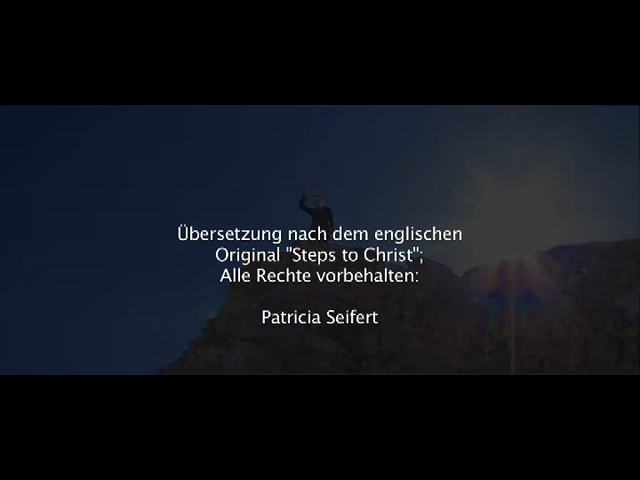 Übersetzung nach dem englischen
Original "Steps to Christ";
Alle Rechte vorbehalten:
Patricia Seifert